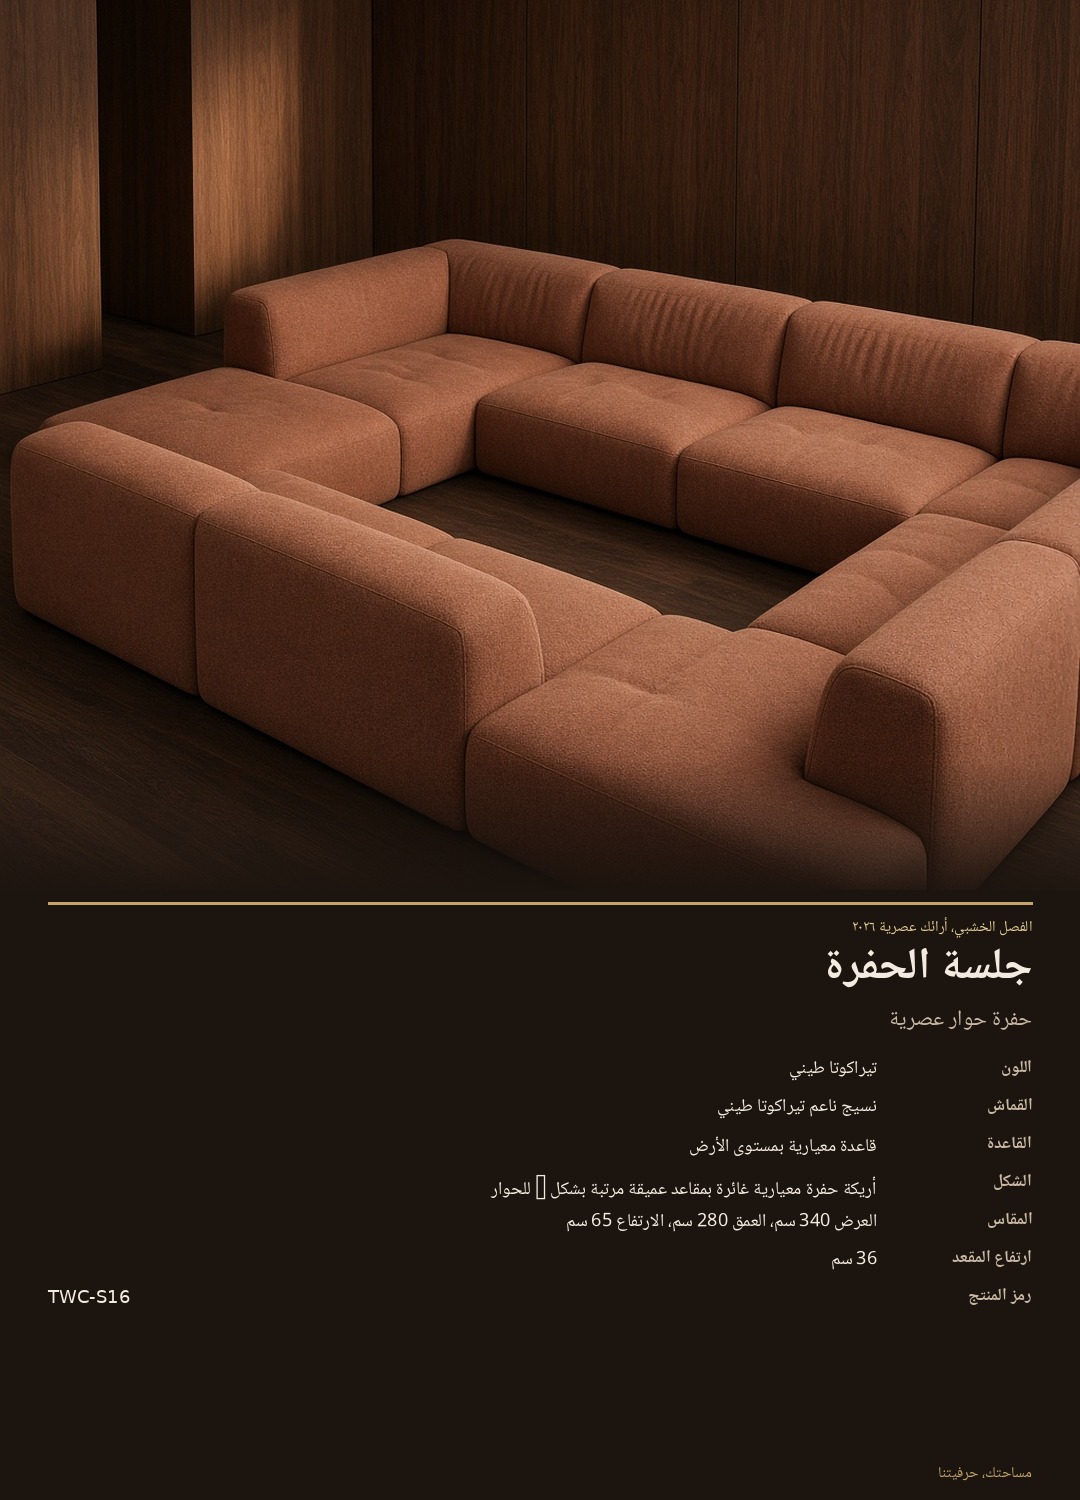 الفصل الخشبي، أرائك عصرية ٢٠٢٦
جلسة الحفرة
حفرة حوار عصرية
اللون تيراكوتا طيني
القماش نسيج ناعم تيراكوتا طيني
القاعدة قاعدة معيارية بمستوى الأرض
الشكل أريكة حفرة معيارية غائرة بمقاعد عميقة مرتبة بشكل للحوار
المقاس العرض 340 سم، العمق 280 سم، الارتفاع 65 سم
ارتفاع المقعد 36 سم
رمز المنتج TWC-S16
مساحتك، حرفيتنا